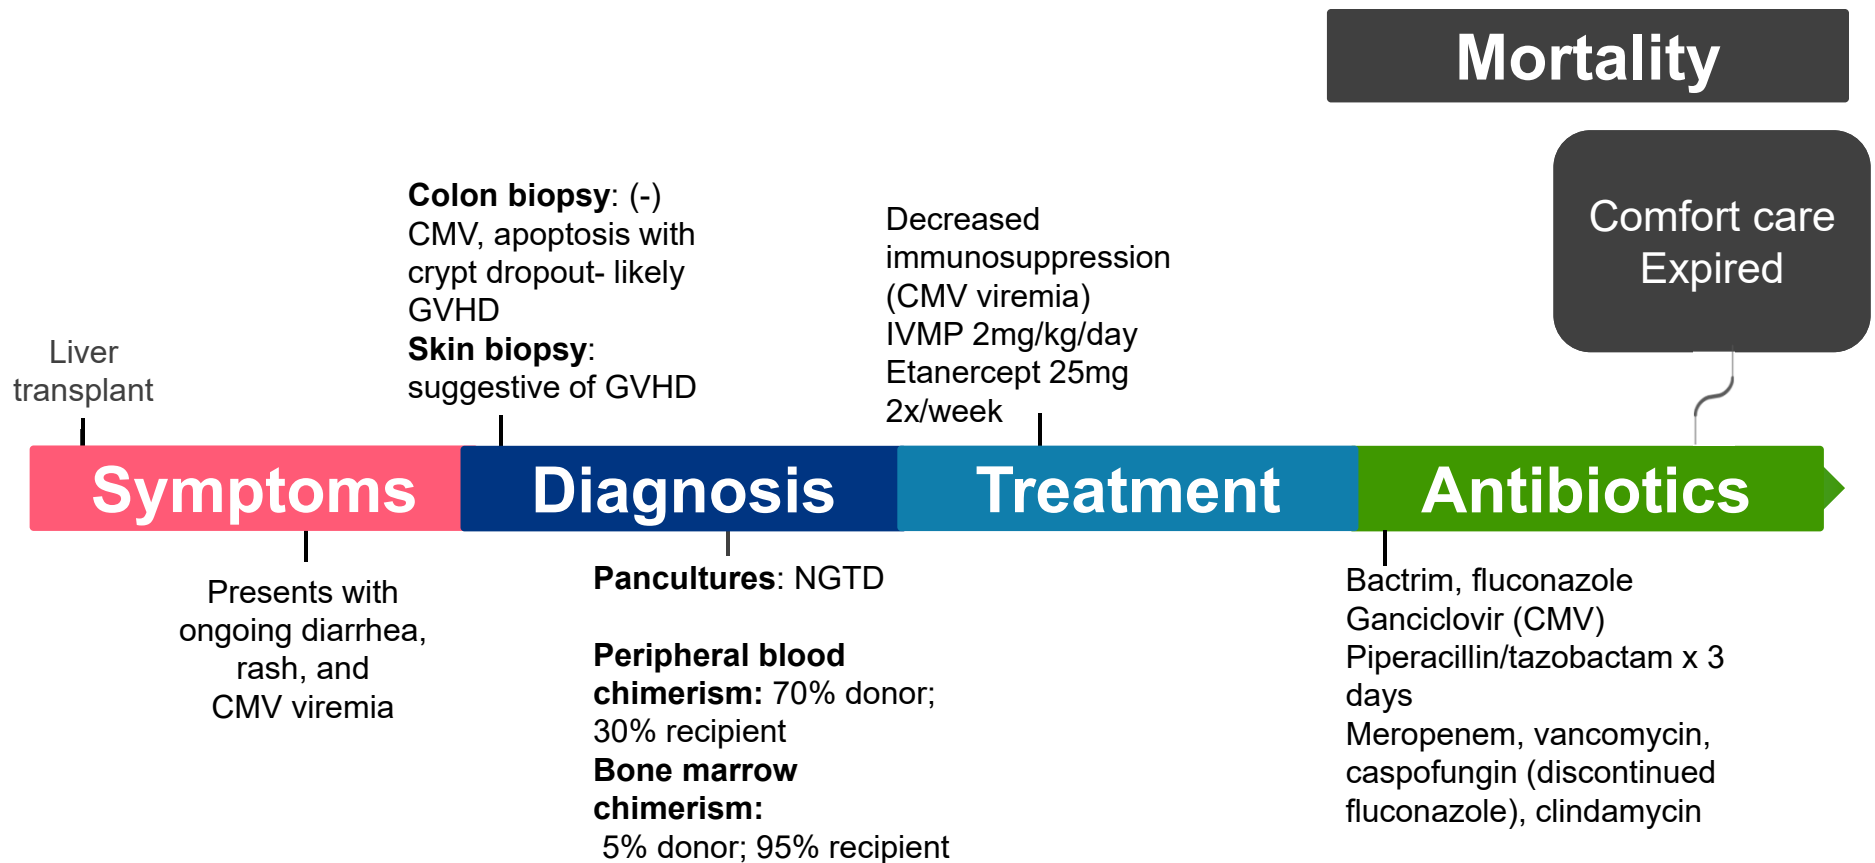 Mortality
Comfort care
Expired
Liver
transplant
Colon biopsy: (-)
CMV, apoptosis with
crypt dropout- likely
GVHD
Skin biopsy:
suggestive of GVHD
Decreased
immunosuppression
(CMV viremia)
IVMP 2mg/kg/day
Etanercept 25mg
2x/week
Symptoms
Diagnosis
Treatment
Antibiotics
Presents with
ongoing diarrhea,
rash, and
CMV viremia
Pancultures: NGTD
Peripheral blood
chimerism: 70% donor;
30% recipient
Bone marrow
chimerism:
5% donor; 95% recipient
Bactrim, fluconazole
Ganciclovir (CMV)
Piperacillin/tazobactam x 3
days
Meropenem, vancomycin,
caspofungin (discontinued
fluconazole), clindamycin